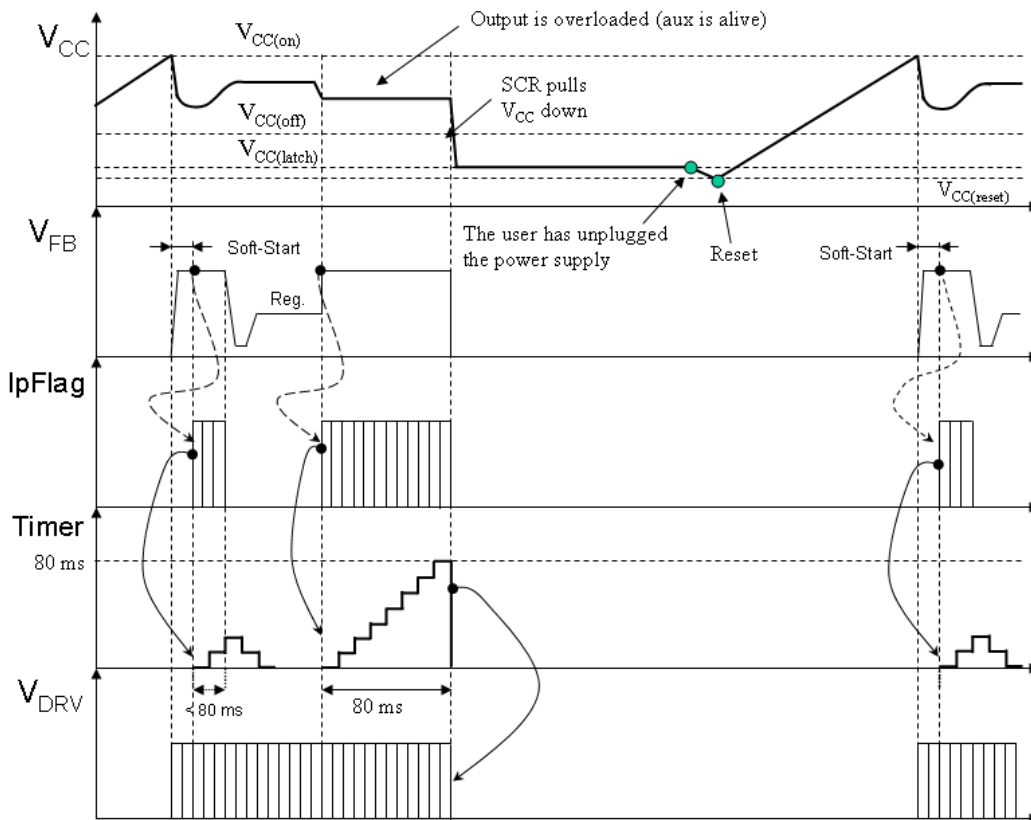 Output is overloaded (aux is alive)
VCC
VCC(on)
SCR pulls
VCC down
VCC(off)
VCC(latch)
VCC(reset)
VFB
Soft-Start
The user has unplugged
the power supply
Reset
Soft-Start
Reg.
IpFlag
Timer
80 ms
VDRV
< 80 ms
80 ms